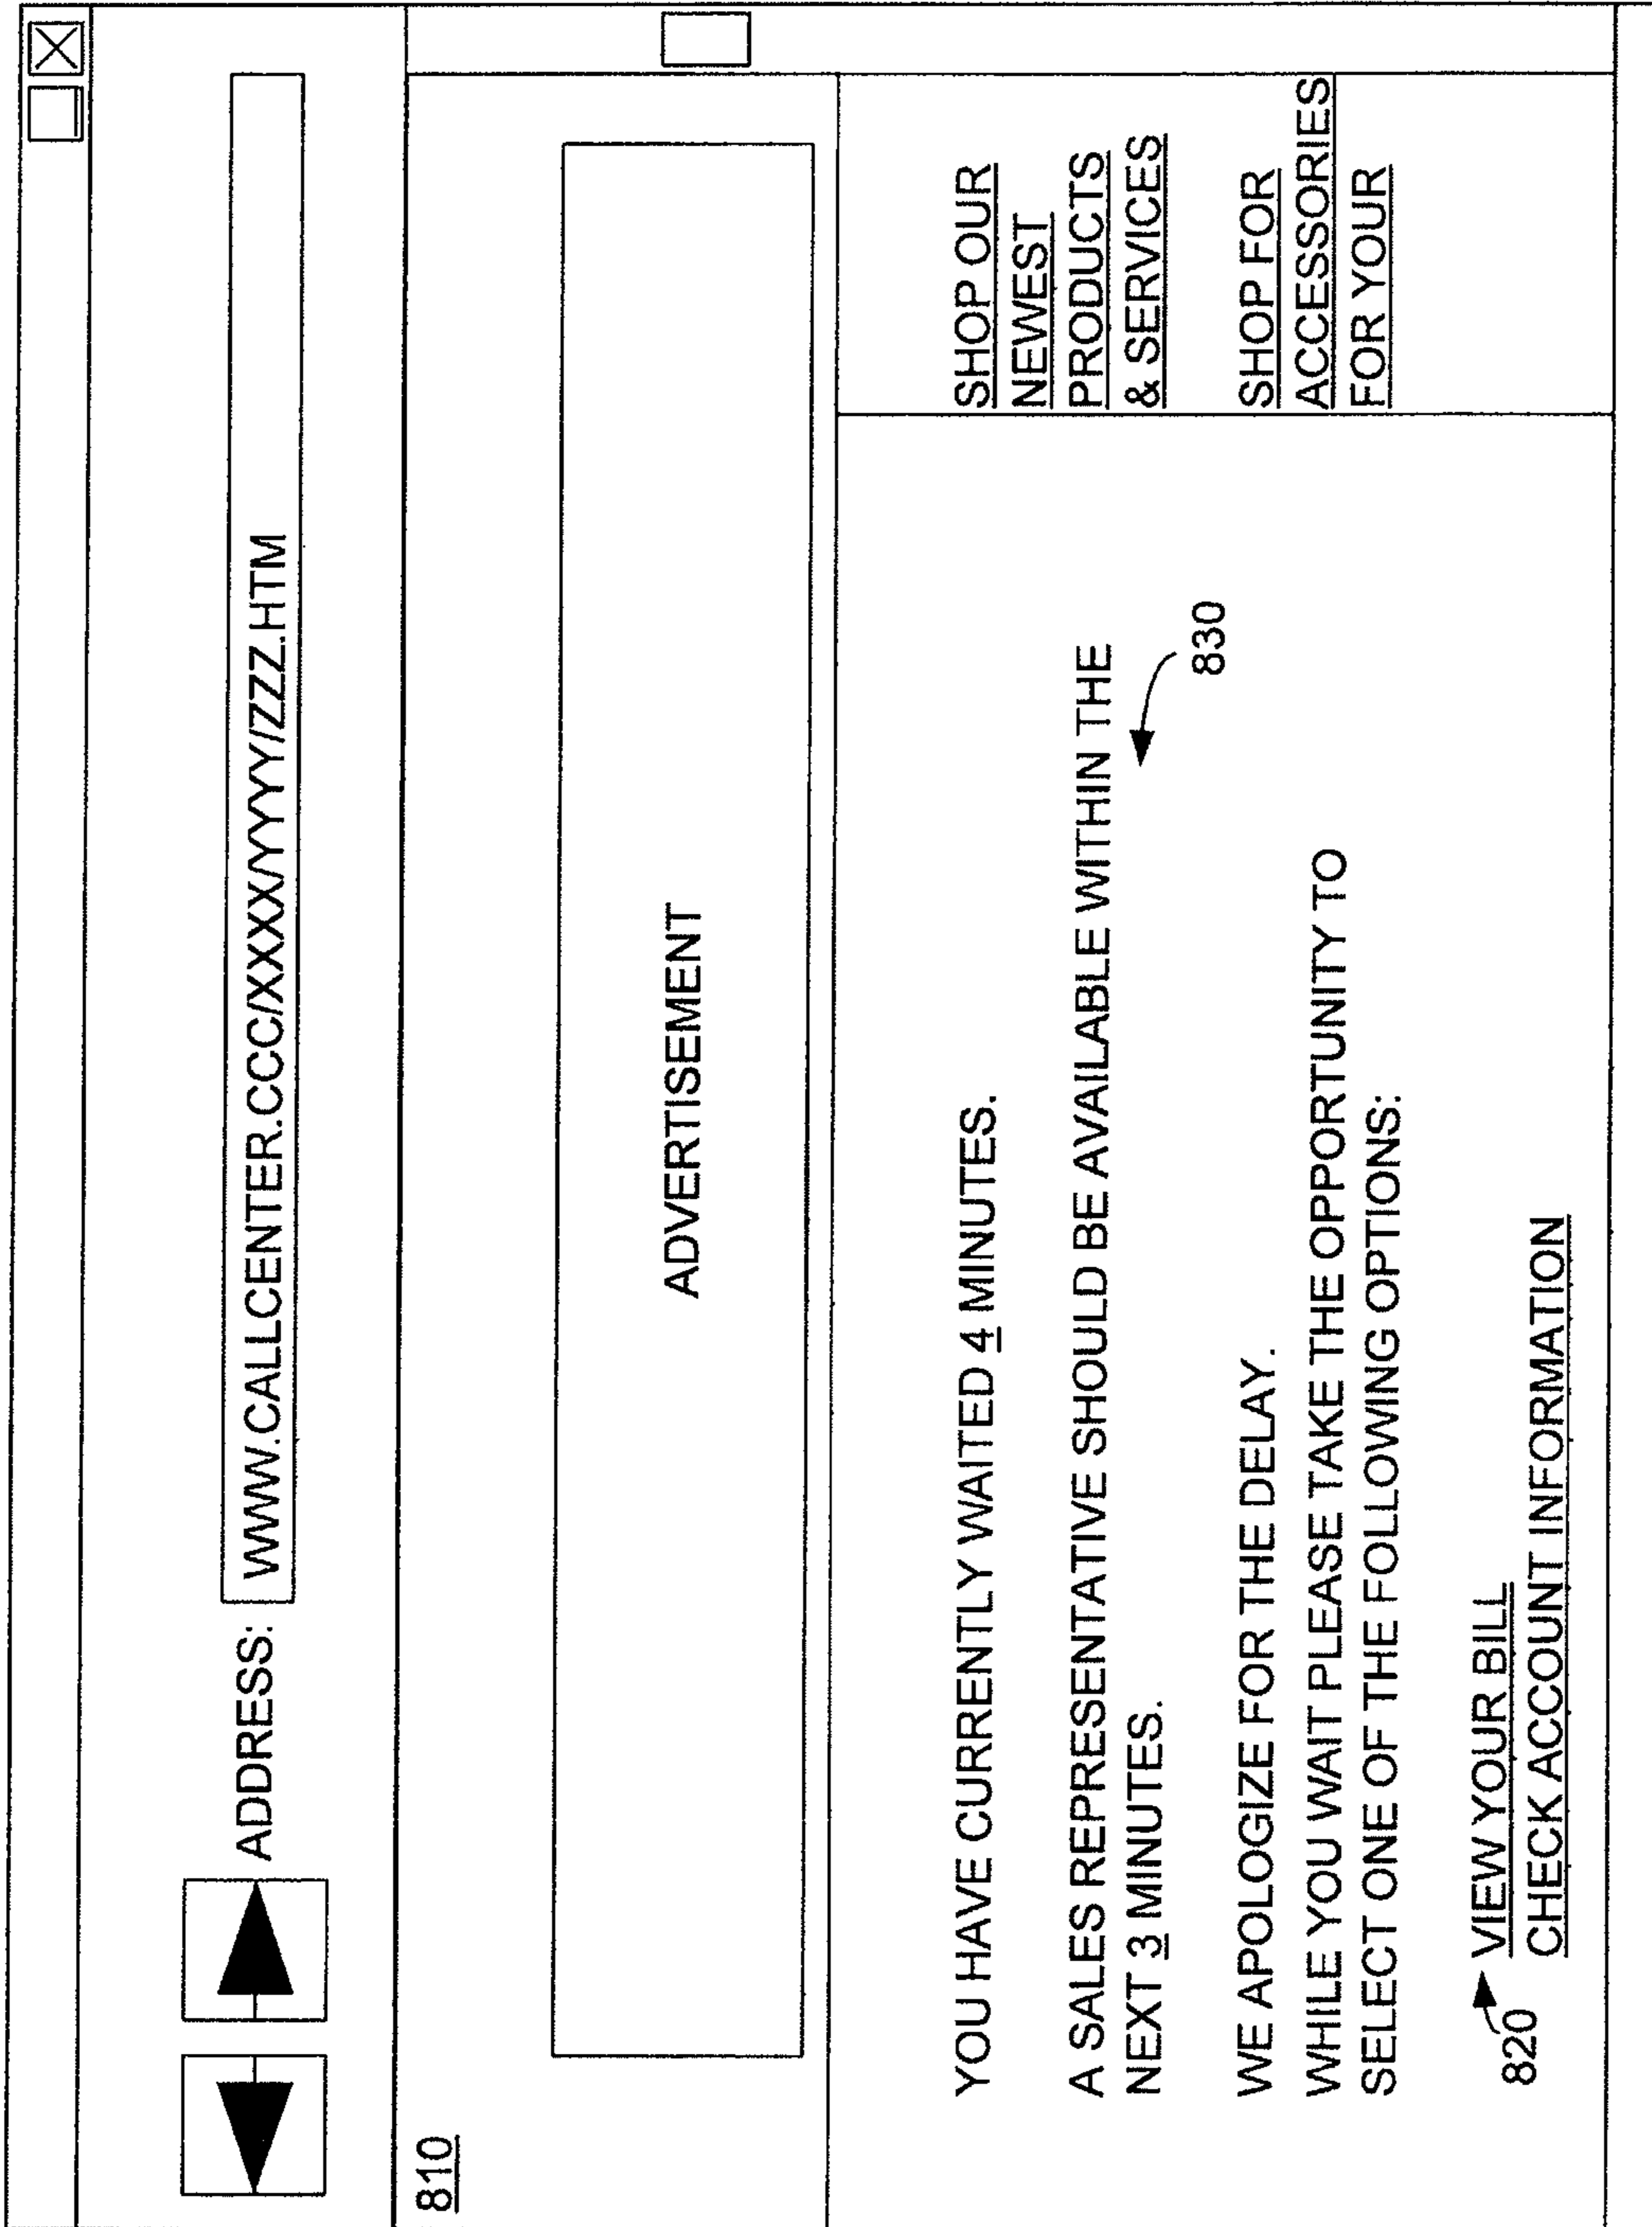 ADDRESS: WWW.CALLCENTER.CCC/XXXX/YYYY/ZZZ.HTM
810
ADVERTISEMENT
YOU HAVE CURRENTLY WAITED 4 MINUTES.
A SALES REPRESENTATIVE SHOULD BE AVAILABLE WITHIN THE
NEXT 3 MINUTES.
830
WE APOLOGIZE FOR THE DELAY.
WHILE YOU WAIT PLEASE TAKE THE OPPORTUNITY TO
SELECT ONE OF THE FOLLOWING OPTIONS:
820
VIEW YOUR BILL
CHECK ACCOUNT INFORMATION
SHOP OUR
NEWEST
PRODUCTS
& SERVICES
SHOP FOR
ACCESSORIES
FOR YOUR